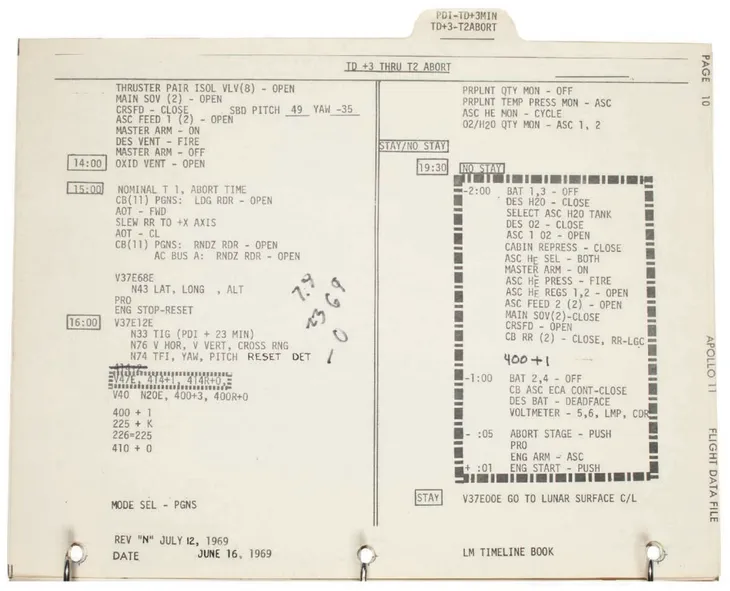 PDI-TD+3MIN
TD+3-T2ABORT
TD +3 THRU T2 ABORT
THRUSTER PAIR ISOL VLV(8) - OPEN
MAIN SOV (2) - OPEN
CRSFD - CLOSE SBD PITCH 49 YAW -35
ASC FEED 1 (2) - OPEN
MASTER ARM - ON
DES VENT - FIRE
MASTER ARM - OFF
14:00 OXID VENT - OPEN
15:00 NOMINAL T 1, ABORT TIME
CB(11) PGNS: LDG RDR - OPEN
AOT - FWD
SLEW RR TO +X AXIS
AOT - CL
CB(11) PGNS: RNDZ RDR - OPEN
AC BUS A: RNDZ RDR - OPEN
V37E68E
N43 LAT, LONG , ALT
PRO
ENG STOP-RESET
16:00 V37E12E
N33 TIG (PDI + 23 MIN)
N76 V HOR, V VERT, CROSS RNG
N74 TFI, YAW, PITCH RESET DET
V47E, 414+1, 414R+0,
V40 N20E, 400+3, 400R+0
400 + 1
225 + K
226=225
410 + 0
MODE SEL - PGNS
REV "N" JULY 12, 1969
DATE JUNE 16, 1969
PRPLNT QTY MON - OFF
PRPLNT TEMP PRESS MON - ASC
ASC HE MON - CYCLE
O2/H2O QTY MON - ASC 1, 2
STAY/NO STAY
19:30 NO STAY
-2:00 BAT 1,3 - OFF
DES H2O - CLOSE
SELECT ASC H2O TANK
DES O2 - CLOSE
ASC 1 O2 - OPEN
CABIN REPRESS - CLOSE
ASC HE SEL - BOTH
MASTER ARM - ON
ASC HE PRESS - FIRE
ASC HE REGS 1,2 - OPEN
ASC FEED 2 (2) - OPEN
MAIN SOV(2)-CLOSE
CRSFD - OPEN
CB RR (2) - CLOSE, RR-LGC
400+1
-1:00 BAT 2,4 - OFF
CB ASC ECA CONT-CLOSE
DES BAT - DEADFACE
VOLTMETER - 5,6, LMP, CDR
- :05 ABORT STAGE - PUSH
PRO
ENG ARM - ASC
+ :01 ENG START - PUSH
STAY V37E00E GO TO LUNAR SURFACE C/L
LM TIMELINE BOOK
PAGE 10
APOLLO 11 FLIGHT DATA FILE